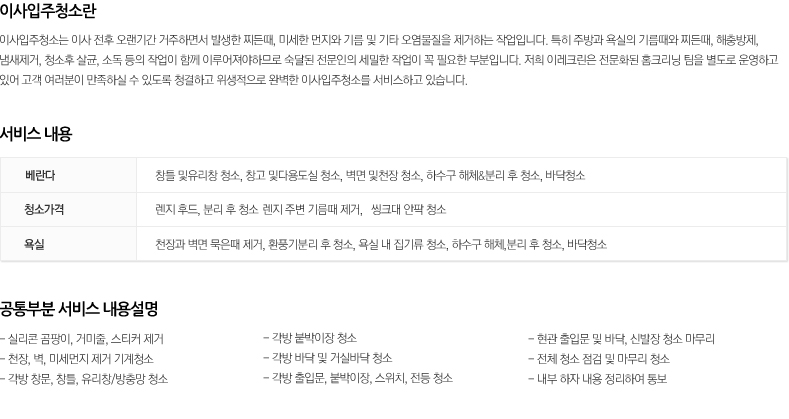 이사입주청소란
이사입주청소는 이사 전후 오랜기간 거주하면서 발생한 찌든때, 미세한 먼지와 기름 및 기타 오염물질을 제거하는 작업입니다. 특히 주방과 욕실의 기름때와 찌든때, 해충방제,
냄새제거, 청소후 살균, 소독 등의 작업이 함께 이루어져야하므로 숙달된 전문인의 세밀한 작업이 꼭 필요한 부분입니다. 저희 이레크린은 전문화된 홈크리닝 팀을 별도로 운영하고
있어 고객 여러분이 만족하실 수 있도록 청결하고 위생적으로 완벽한 이사입주청소를 서비스하고 있습니다.
서비스 내용
베란다 창틀 및유리창 청소, 창고 및다용도실 청소, 벽면 및천장 청소, 하수구 해체&분리 후 청소, 바닥청소
청소가격 렌지 후드, 분리 후 청소 렌지 주변 기름때 제거, 씽크대 안팍 청소
욕실 천장과 벽면 묵은때 제거, 환풍기분리 후 청소, 욕실 내 집기류 청소, 하수구 해체,분리 후 청소, 바닥청소
공통부분 서비스 내용설명
- 실리콘 곰팡이, 거미줄, 스티커 제거
- 천장, 벽, 미세먼지 제거 기계청소
- 각방 창문, 창틀, 유리창/방충망 청소
- 각방 붙박이장 청소
- 각방 바닥 및 거실바닥 청소
- 각방 출입문, 붙박이장, 스위치, 전등 청소
- 현관 출입문 및 바닥, 신발장 청소 마무리
- 전체 청소 점검 및 마무리 청소
- 내부 하자 내용 정리하여 통보